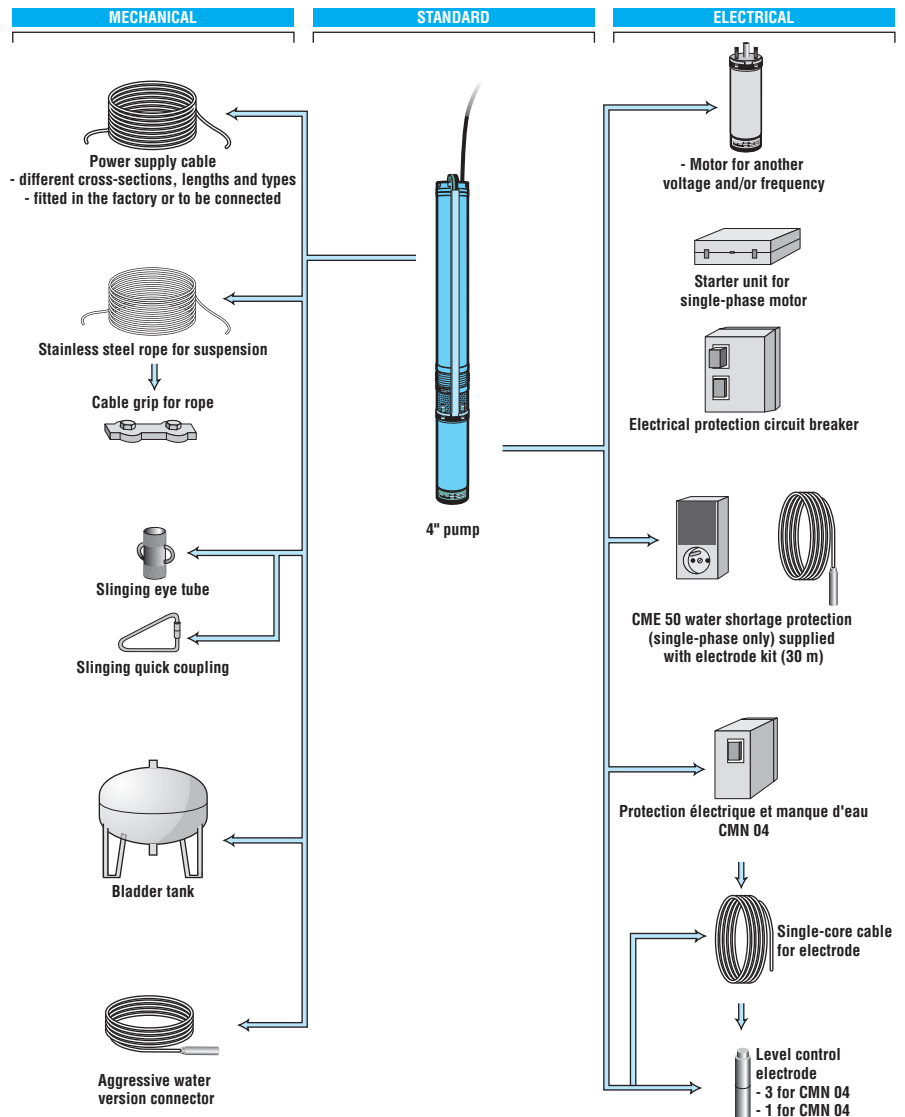 MECHANICAL
STANDARD
ELECTRICAL
Power supply cable
- different cross-sections, lengths and types
- fitted in the factory or to be connected
Stainless steel rope for suspension
Cable grip for rope
Slinging eye tube
Slinging quick coupling
Bladder tank
Aggressive water
version connector
4" pump
- Motor for another
voltage and/or frequency
Starter unit for
single-phase motor
Electrical protection circuit breaker
CME 50 water shortage protection
(single-phase only) supplied
with electrode kit (30 m)
Protection électrique et manque d'eau
CMN 04
Single-core cable
for electrode
Level control
electrode
- 3 for CMN 04
- 1 for CMN 04